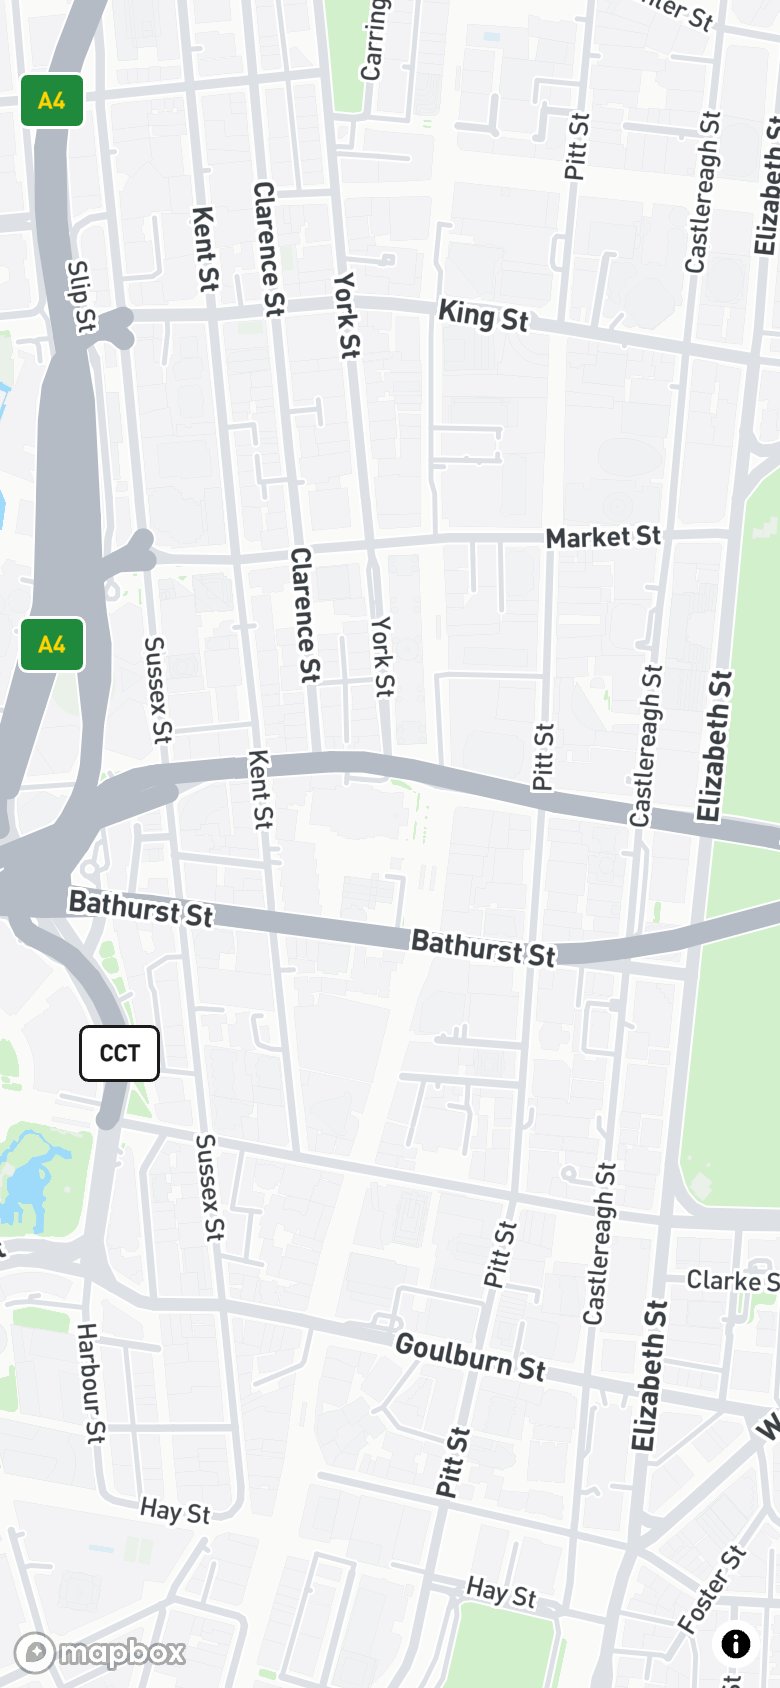 Carring
nter St
A4
Pitt St
Castlereagh St
Elizabeth St
Kent St
Clarence St
Slip St
York St
King St
Market St
Clarence St
York St
A4
Sussex St
Castlereagh St
Elizabeth St
Pitt St
Kent St
Bathurst St
Bathurst St
CCT
Sussex St
Castlereagh St
Pitt St
Clarke S
Elizabeth St
Harbour St
Goulburn St
W
Pitt St
Hay St
Foster St
Hay St
mapbox
i
St